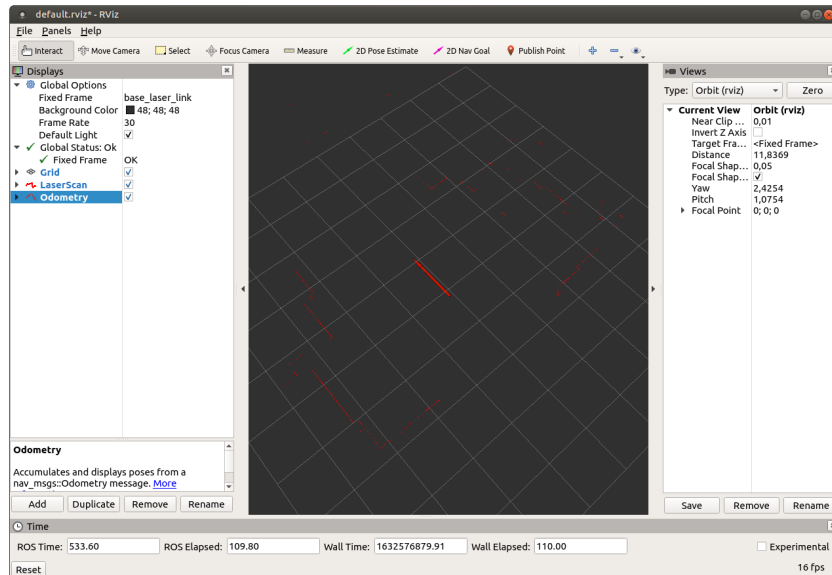 default.rviz* - RViz
File Panels Help
Interact Move Camera Select Focus Camera Measure 2D Pose Estimate 2D Nav Goal Publish Point
Displays
Global Options
Fixed Frame base_laser_link
Background Color 48; 48; 48
Frame Rate 30
Default Light
Global Status: Ok
Fixed Frame OK
Grid
LaserScan
Odometry
Odometry
Accumulates and displays poses from a
nav_msgs::Odometry message. More
Add Duplicate Remove Rename
Views
Type: Orbit (rviz) Zero
Current View Orbit (rviz)
Near Clip ... 0,01
Invert Z Axis
Target Fra... <Fixed Frame>
Distance 11,8369
Focal Shap... 0,05
Focal Shap...
Yaw 2,4254
Pitch 1,0754
Focal Point 0; 0; 0
Save Remove Rename
Time
ROS Time: 533.60 ROS Elapsed: 109.80 Wall Time: 1632576879.91 Wall Elapsed: 110.00 Experimental
Reset 16 fps